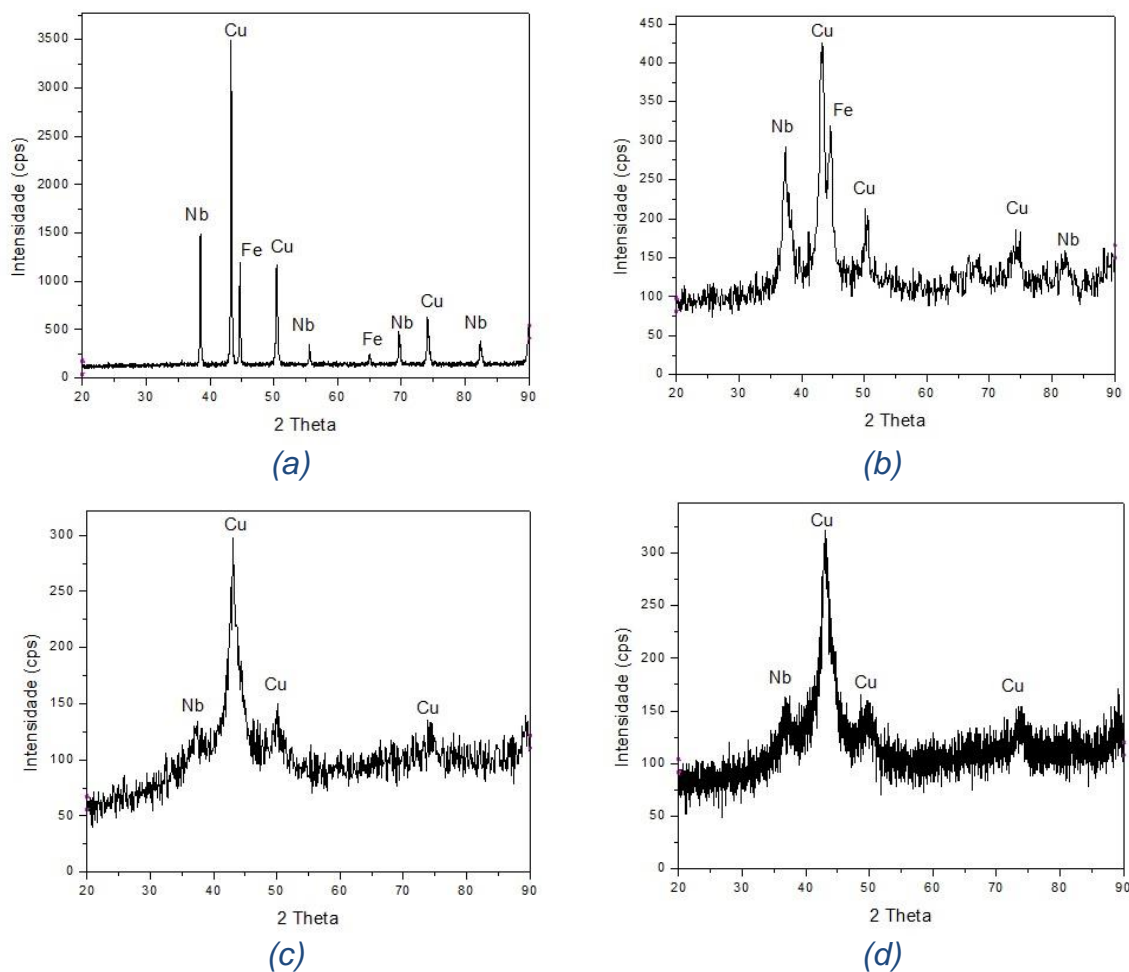 Cu
3500
3000
2500
2000
1500
1000
500
0
Nb
Fe
Cu
Nb
Fe
Nb
Cu
Nb
20 30 40 50 60 70 80 90
Intensidade (cps)
2 Theta
(a)
450
400
350
300
250
200
150
100
50
0
Cu
Fe
Nb
Cu
Cu
Nb
20 30 40 50 60 70 80 90
Intensidade (cps)
2 Theta
(b)
300
250
200
150
100
50
0
Cu
Nb
Cu
Cu
20 30 40 50 60 70 80 90
Intensidade (cps)
2 Theta
(c)
300
250
200
150
100
50
0
Cu
Nb
Cu
Cu
20 30 40 50 60 70 80 90
Intensidade (cps)
2 Theta
(d)